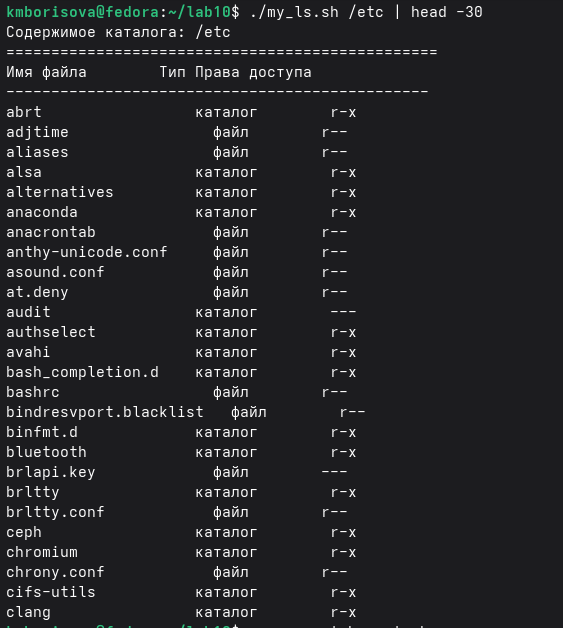 kmborisova@fedora:~/lab10$ ./my_ls.sh /etc | head -30
Содержимое каталога: /etc
================================================
Имя файла        Тип Права доступа
-----------------------------------------------
abrt                 каталог        r-x
adjtime                файл        r--
aliases                файл        r--
alsa                 каталог        r-x
alternatives         каталог        r-x
anaconda             каталог        r-x
anacrontab             файл        r--
anthy-unicode.conf     файл        r--
asound.conf            файл        r--
at.deny                файл        r--
audit                каталог        ---
authselect           каталог        r-x
avahi                каталог        r-x
bash_completion.d    каталог        r-x
bashrc                 файл        r--
bindresvport.blacklist   файл        r--
binfmt.d             каталог        r-x
bluetooth            каталог        r-x
brlapi.key             файл        ---
brltty               каталог        r-x
brltty.conf            файл        r--
ceph                 каталог        r-x
chromium             каталог        r-x
chrony.conf            файл        r--
cifs-utils           каталог        r-x
clang                каталог        r-x